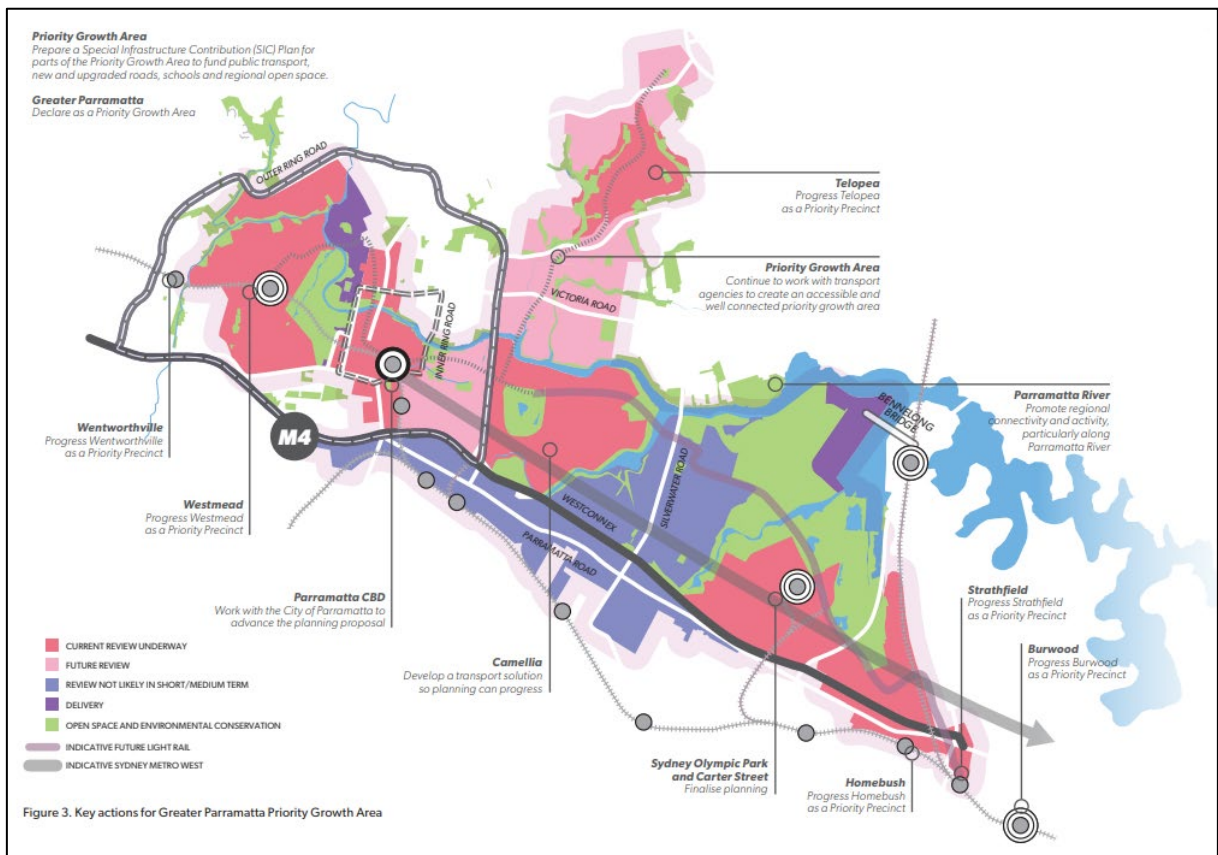 Priority Growth Area
Prepare a Special Infrastructure Contribution (SIC) Plan for
parts of the Priority Growth Area to fund public transport,
new and upgraded roads, schools and regional open space.
Greater Parramatta
Declare as a Priority Growth Area
OUTER RING ROAD
Telopea
Progress Telopea
as a Priority Precinct
Priority Growth Area
Continue to work with transport
agencies to create an accessible and
well connected priority growth area
VICTORIA ROAD
INNER RING ROAD
Parramatta River
Promote regional
connectivity and activity,
particularly along
Parramatta River
BENNELONG
BRIDGE
Wentworthville
Progress Wentworthville
as a Priority Precinct
M4
SILVERWATER ROAD
WESTCONNEX
PARRAMATTA ROAD
Westmead
Progress Westmead
as a Priority Precinct
Parramatta CBD
Work with the City of Parramatta to
advance the planning proposal
Camellia
Develop a transport solution
so planning can progress
Strathfield
Progress Strathfield
as a Priority Precinct
Burwood
Progress Burwood
as a Priority Precinct
Sydney Olympic Park
and Carter Street
Finalise planning
Homebush
Progress Homebush
as a Priority Precinct
CURRENT REVIEW UNDERWAY
FUTURE REVIEW
REVIEW NOT LIKELY IN SHORT/MEDIUM TERM
DELIVERY
OPEN SPACE AND ENVIRONMENTAL CONSERVATION
INDICATIVE FUTURE LIGHT RAIL
INDICATIVE SYDNEY METRO WEST
Figure 3. Key actions for Greater Parramatta Priority Growth Area